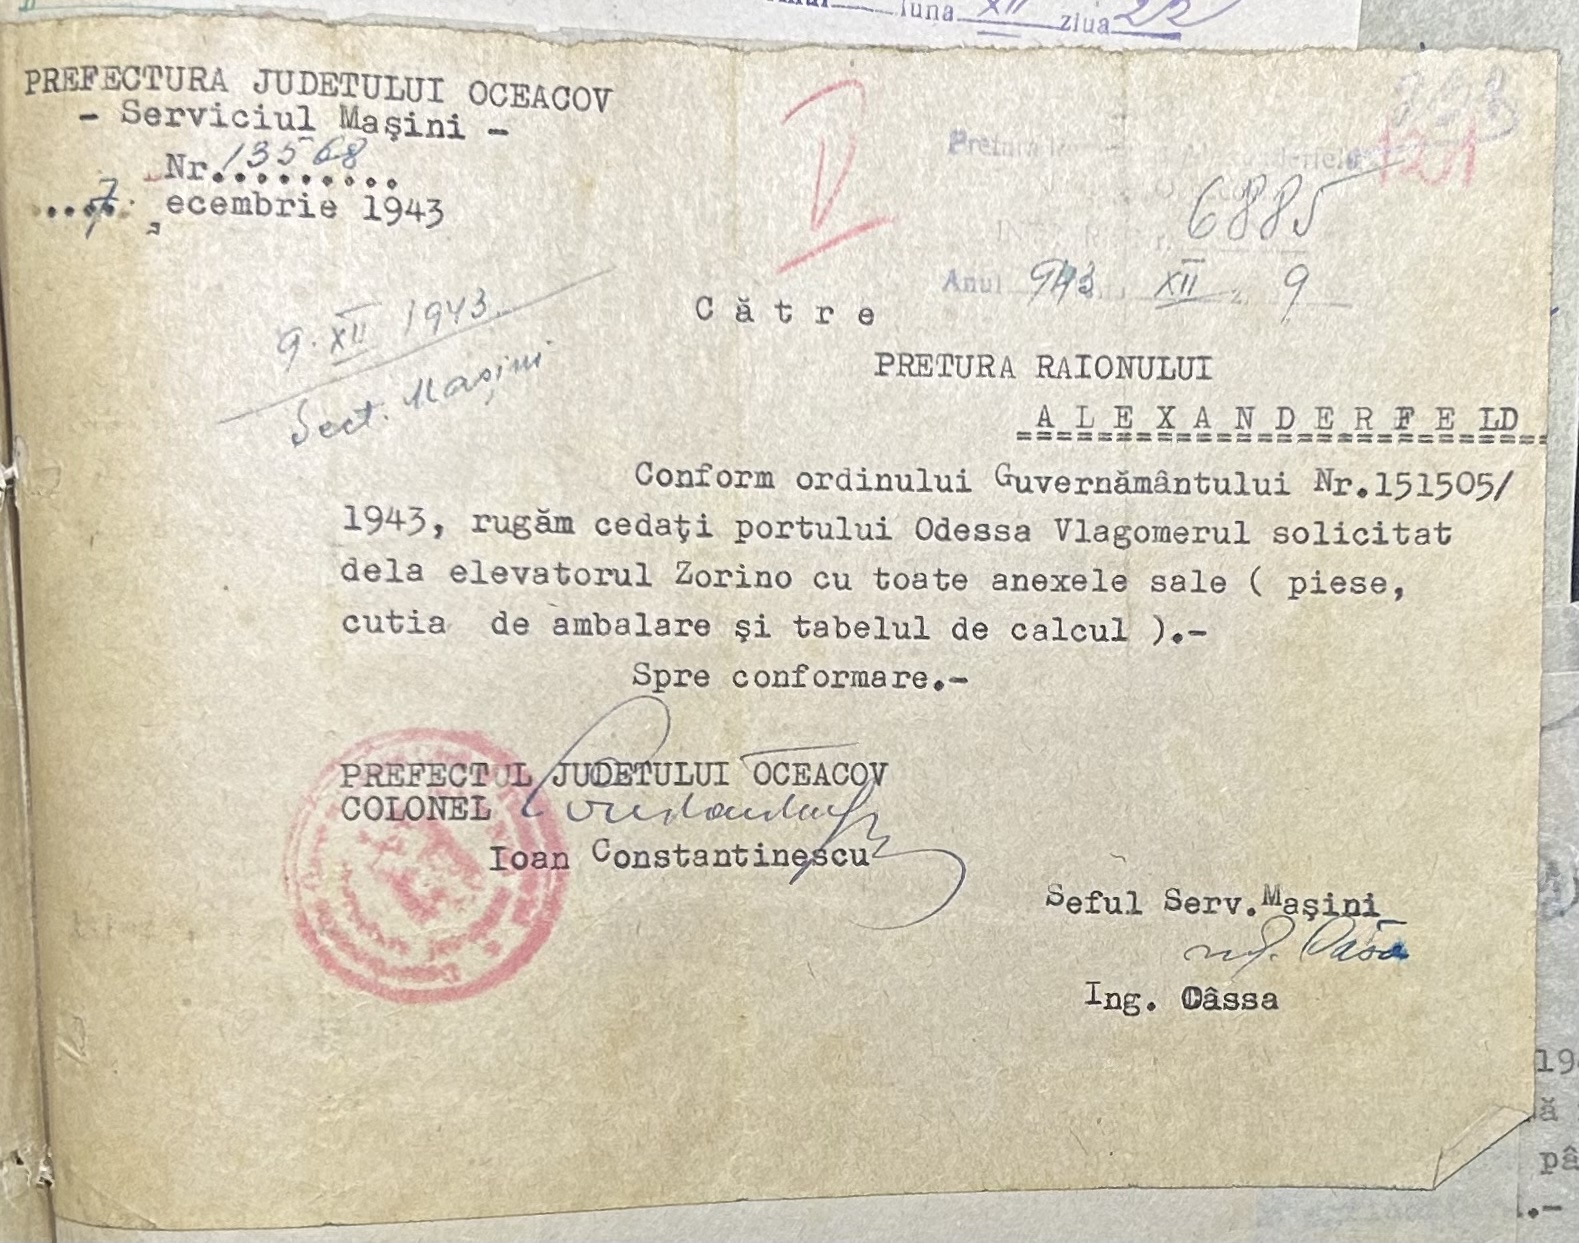 luna XII ziua 22
PREFECTURA JUDETULUI OCEACOV
- Serviciul Maşini -
Nr.13568
7 ecembrie 1943
V
1201
6885
Anul 943 XII 9
9. XII 1943
Sect. Maşini
Către
PRETURA RAIONULUI
ALEXANDERFELD
Conform ordinului Guvernământului Nr.151505/
1943, rugăm cedaţi portului Odessa Vlagomerul solicitat
dela elevatorul Zorino cu toate anexele sale ( piese,
cutia de ambalare şi tabelul de calcul ).-
Spre conformare.-
PREFECTUL JUDETULUI OCEACOV
COLONEL
Ioan Constantinescu
Seful Serv.Maşini
Ing. Câssa
19
ă
pâ
.-